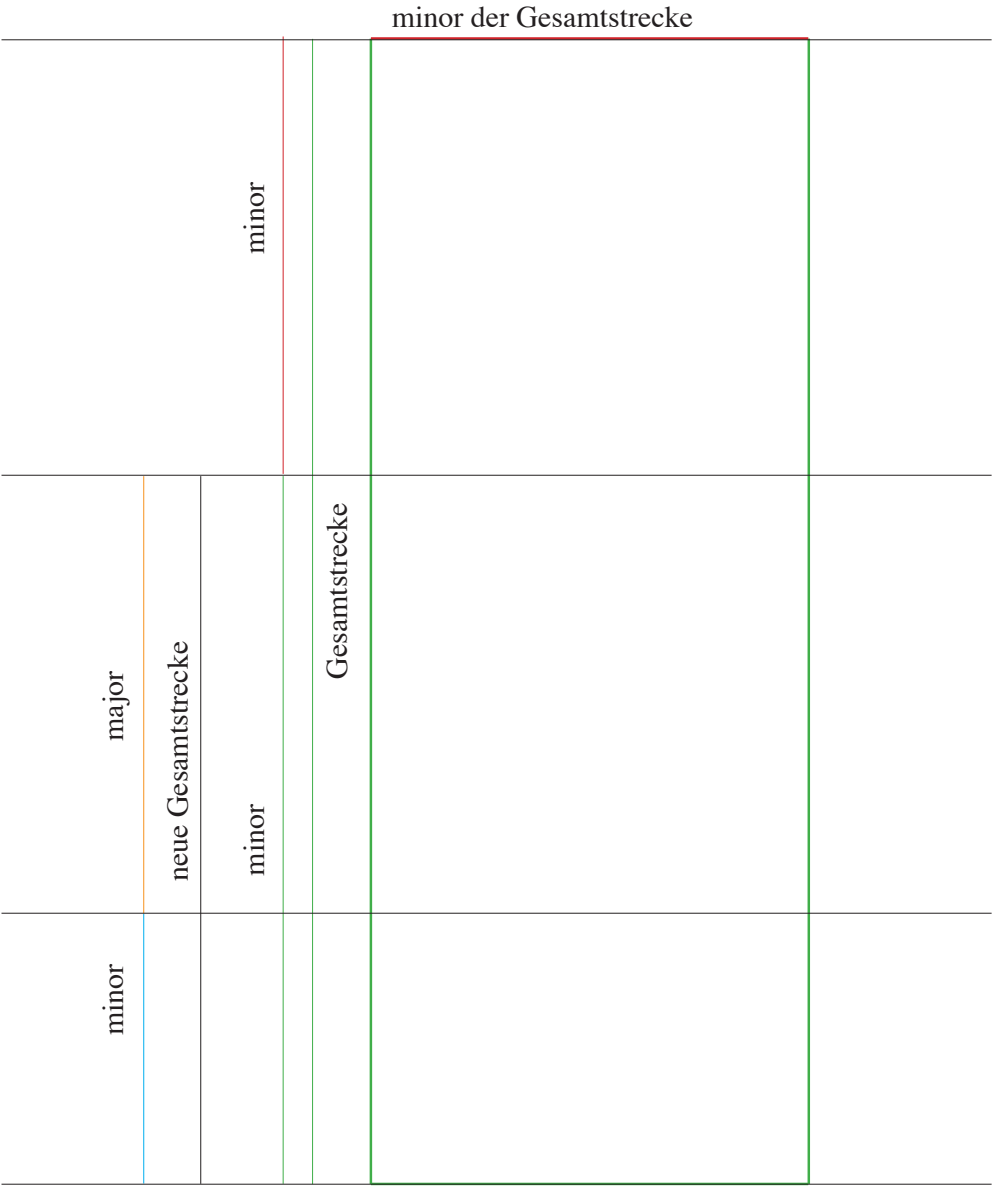 minor der Gesamtstrecke
minor
Gesamtstrecke
major
neue Gesamtstrecke
minor
minor